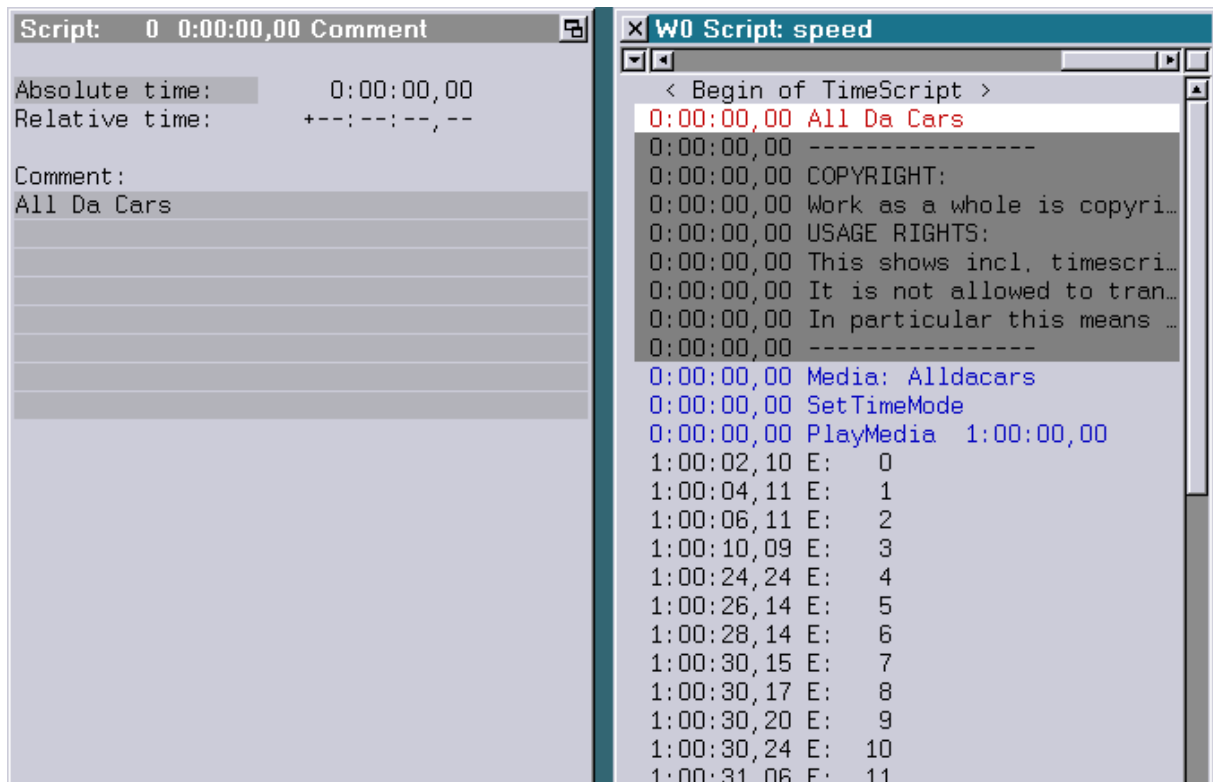 Script: 0 0:00:00,00 Comment
Absolute time: 0:00:00,00
Relative time: +--:--:--,--
Comment:
All Da Cars
W0 Script: speed
< Begin of TimeScript >
0:00:00,00 All Da Cars
0:00:00,00 ----------------
0:00:00,00 COPYRIGHT:
0:00:00,00 Work as a whole is copyri…
0:00:00,00 USAGE RIGHTS:
0:00:00,00 This shows incl. timescri…
0:00:00,00 It is not allowed to tran…
0:00:00,00 In particular this means …
0:00:00,00 ----------------
0:00:00,00 Media: Alldacars
0:00:00,00 SetTimeMode
0:00:00,00 PlayMedia 1:00:00,00
1:00:02,10 E: 0
1:00:04,11 E: 1
1:00:06,11 E: 2
1:00:10,09 E: 3
1:00:24,24 E: 4
1:00:26,14 E: 5
1:00:28,14 E: 6
1:00:30,15 E: 7
1:00:30,17 E: 8
1:00:30,20 E: 9
1:00:30,24 E: 10
1:00:31,06 E: 11